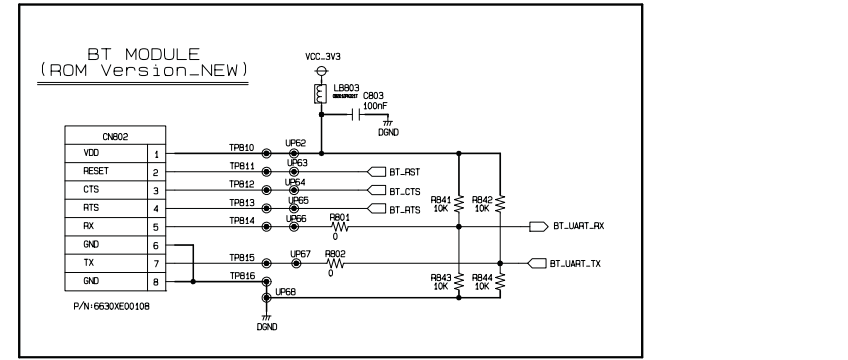 BT MODULE
(ROM Version_NEW)
VCC_3V3
LB803
C803
100nF
DGND
CN802
VDD 1 TP810 UP62
RESET 2 TP811 UP63 BT_RST
CTS 3 TP812 UP64 BT_CTS
RTS 4 TP813 UP65 BT_RTS
R841 10K R842 10K
RX 5 TP814 UP66 R801 0 BT_UART_RX
GND 6
TX 7 TP815 UP67 R802 0 BT_UART_TX
GND 8 TP816 UP68
R843 10K R844 10K
P/N:6630XE00108
DGND